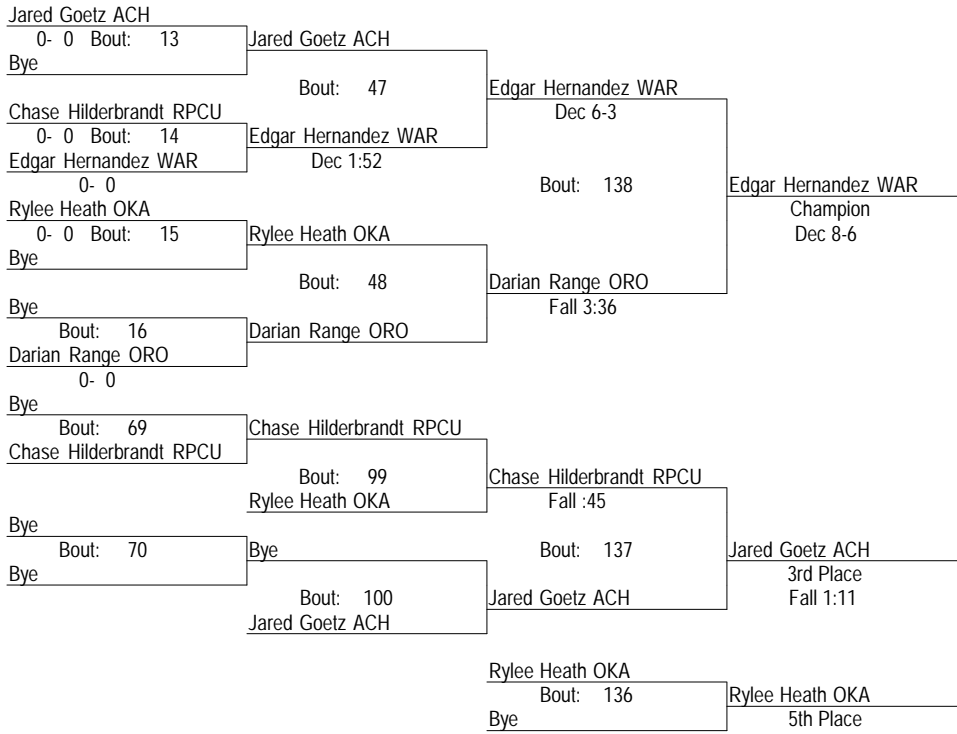 Jared Goetz ACH
0- 0 Bout: 13
Jared Goetz ACH
Bye
Bout: 47
Edgar Hernandez WAR
Chase Hilderbrandt RPCU
Dec 6-3
0- 0 Bout: 14
Edgar Hernandez WAR
Edgar Hernandez WAR
Dec 1:52
0- 0
Bout: 138
Edgar Hernandez WAR
Rylee Heath OKA
Champion
0- 0 Bout: 15
Rylee Heath OKA
Dec 8-6
Bye
Bout: 48
Darian Range ORO
Bye
Fall 3:36
Bout: 16
Darian Range ORO
Darian Range ORO
0- 0
Bye
Bout: 69
Chase Hilderbrandt RPCU
Chase Hilderbrandt RPCU
Bout: 99
Chase Hilderbrandt RPCU
Rylee Heath OKA
Fall :45
Bye
Bout: 70
Bye
Bout: 137
Jared Goetz ACH
Bye
3rd Place
Bout: 100
Jared Goetz ACH
Fall 1:11
Jared Goetz ACH
Rylee Heath OKA
Bout: 136
Rylee Heath OKA
Bye
5th Place